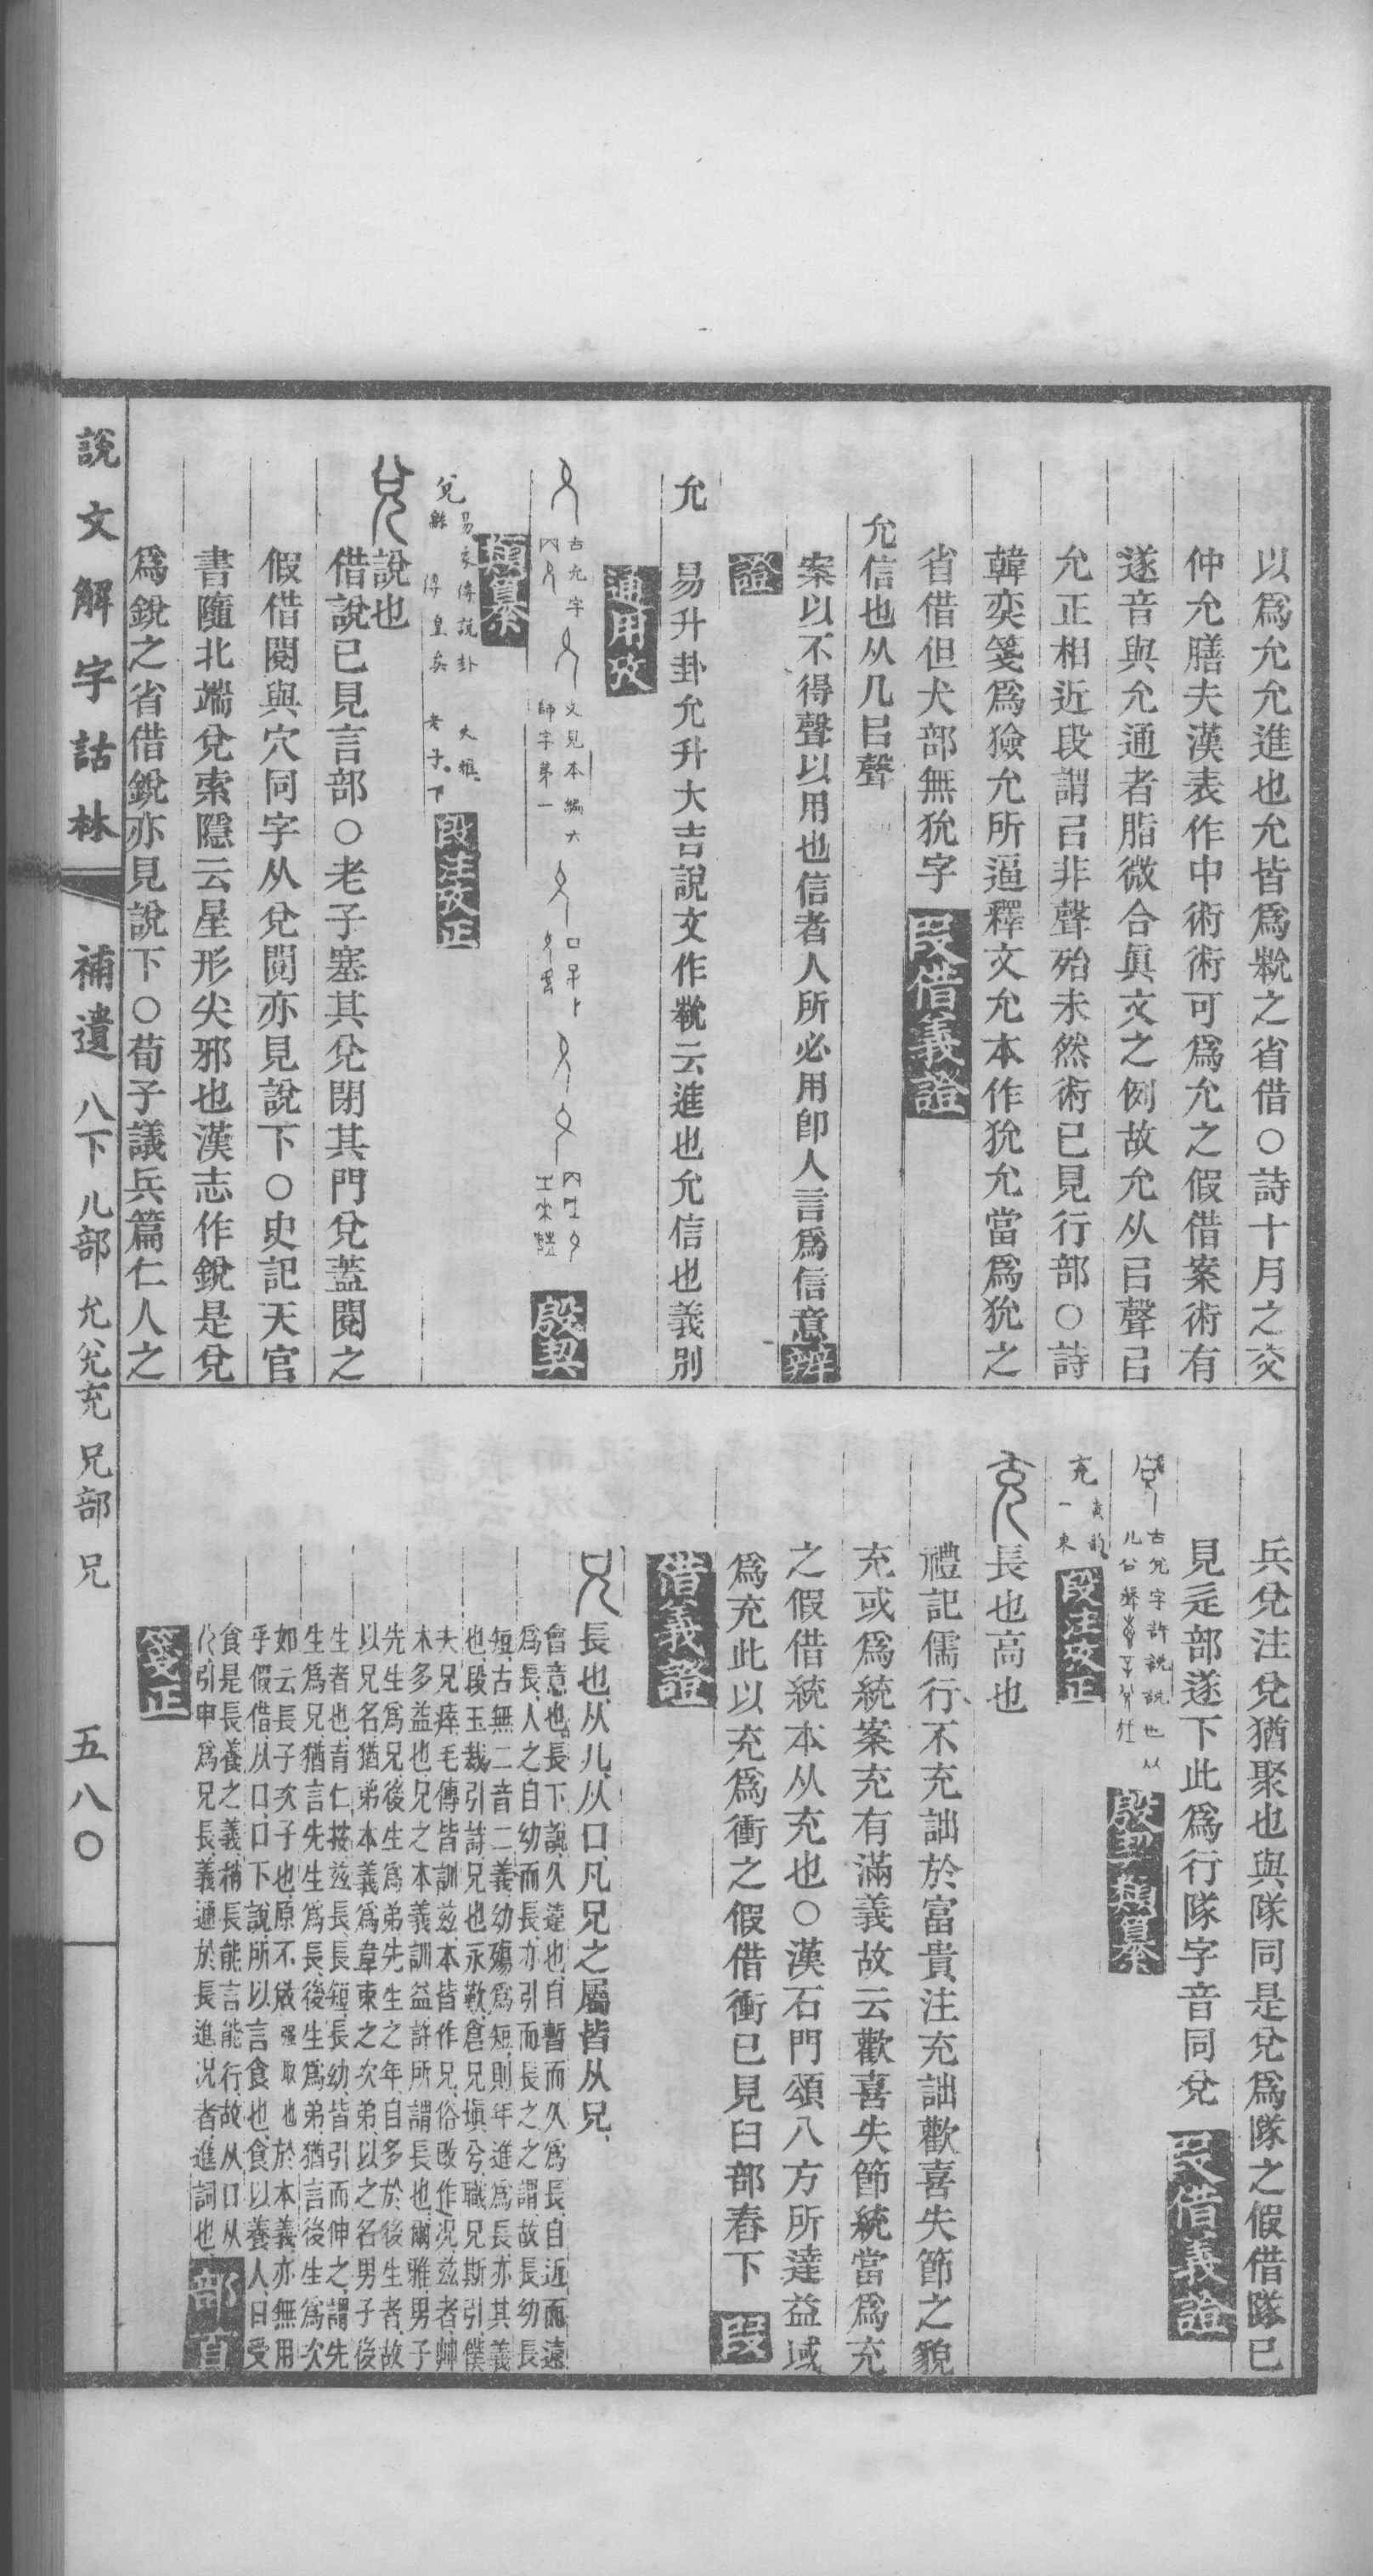 以爲允允進也允皆爲㽙之省借○詩十月之交
仲允膳夫漢表作中術術可爲允之假借案術有
遂音與允通者脂微合眞文之例故允从㠯聲㠯
允正相近段謂㠯非聲殆未然術已見行部○詩
韓奕箋爲獫允所逼釋文允本作狁允當爲狁之
省借但犬部無狁字 叚借義證
允信也从儿㠯聲
案以不得聲以用也信者人所必用卽人言爲信意 辨
證
允 易升卦允升大吉說文作㽙云進也允信也義別
通用攷
古允字 文見本編大師字弟一 殷契
類纂
兌 易彖傳說卦 大雅緜傳皇矣 老子下 段注攷正
兌 說也
借說已見言部○老子塞其兌閉其門兌蓋閱之
假借閱與穴同字从兌閱亦見說下○史記天官
書隨北端兌索隱云星形尖邪也漢志作銳是兌
爲銳之省借銳亦見說下○荀子議兵篇仁人之
兵兌注兌猶聚也與隊同是兌爲隊之假借隊已
見辵部遂下此爲行隊字音同兌 叚借義證
古兌字許說說也从儿㕣聲 殷契類纂
充 一東 段注攷正
充 長也高也
禮記儒行不充詘於富貴注充詘歡喜失節之貌
充或爲統案充有滿義故云歡喜失節統當爲充
之假借統本从充也○漢石門頌八方所達益域
爲充此以充爲衝之假借衝已見臼部舂下 叚
借義證
兄 長也、从儿、从口、凡兄之屬皆从兄、
會意也、長下說、久遠也、自暫而久爲長、自近而遠
爲長、人之自幼而長、亦引而長之之謂、故長幼長
短、古無二音二義、幼殤爲短、則年進爲長、亦其義
也、段玉裁引詩、兄也永歎、倉兄塡兮、職兄斯引、僕
夫兄瘁、毛傳皆訓兹、本皆作兄、俗改作况、兹者、艸
木多益也、兄之本義訓益、許所謂長也、爾雅、男子
先生爲兄、後生爲弟、先生之年、自多於後生者、故
以兄名、猶弟本義爲韋束之次弟、以之名男子後
生者也、育仁按、兹長、長短、長幼、皆引而伸之、謂先
生爲兄、猶言先生爲長、後生爲弟、猶言後生爲次
如云長子次子也、原不啟强取也、於本義亦無用
乎假借、从口、口下說、所以言食也、食以養人、口受
食、是長養之義、稍長能言能行、故从口从
儿、引申爲兄長、義通於長進、况者、進詞也、 部首
箋正
說文解字詁林 補遺 八下 儿部 允兌充 兄部 兄 五八〇